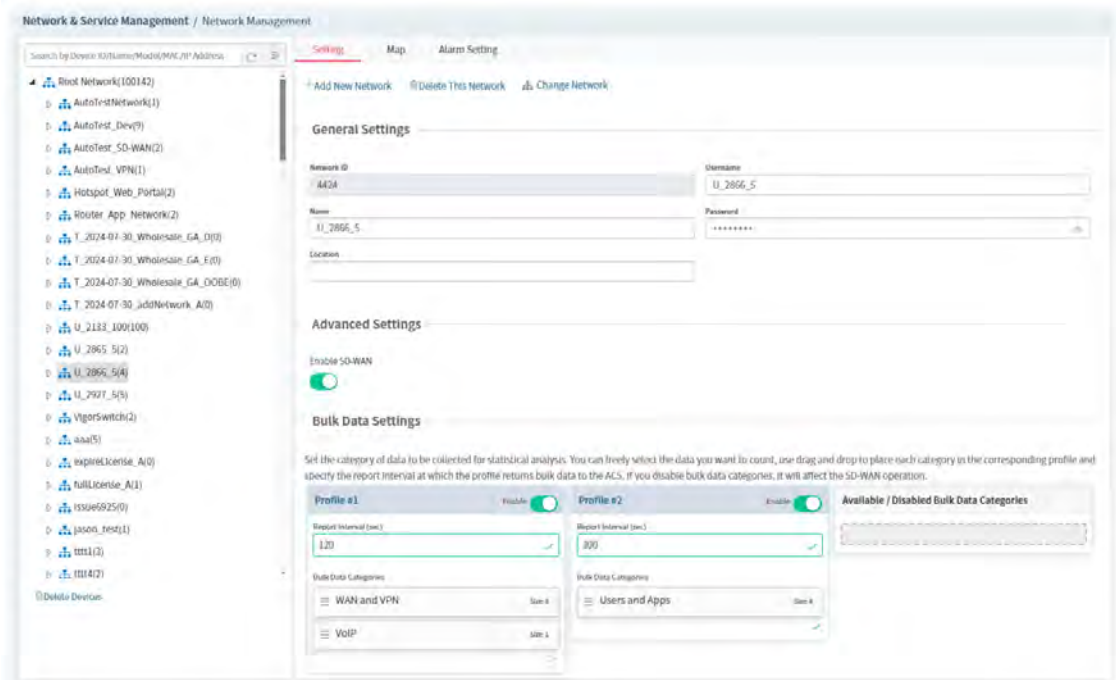 Network & Service Management / Network Management
Search by Device ID/Name/Model/MAC/IP Address
Root Network(100142)
AutoTestNetwork(1)
AutoTest_Dev(9)
AutoTest_SD-WAN(2)
AutoTest_VPN(1)
Hotspot_Web_Portal(2)
Router_App_Network(2)
T_2024-07-30_Wholesale_GA_D(0)
T_2024-07-30_Wholesale_GA_E(0)
T_2024-07-30_Wholesale_GA_OOBE(0)
T_2024-07-30_addNetwork_A(0)
U_2133_100(100)
U_2865_5(2)
U_2866_5(4)
U_2927_5(5)
VigorSwitch(2)
aaa(5)
expireLicense_A(0)
fullLicense_A(1)
issue6925(0)
jason_test(1)
Delete Devices
Setting Map Alarm Setting
+ Add New Network Delete This Network Change Network
General Settings
Network ID
4424
Username
U_2866_5
Name
U_2866_5
Password
••••••••
Location
Advanced Settings
Enable SD-WAN
Bulk Data Settings
Set the category of data to be collected for statistical analysis. You can freely select the data you want to count, use drag and drop to place each category in the corresponding profile and
specify the report interval at which the profile returns bulk data to the ACS. If you disable bulk data categories, it will affect the SD-WAN operation.
Profile #1 Enable
Report Interval (sec)
120
Bulk Data Categories
WAN and VPN
VoIP
Profile #2 Enable
Report Interval (sec)
300
Bulk Data Categories
Users and Apps
Available / Disabled Bulk Data Categories